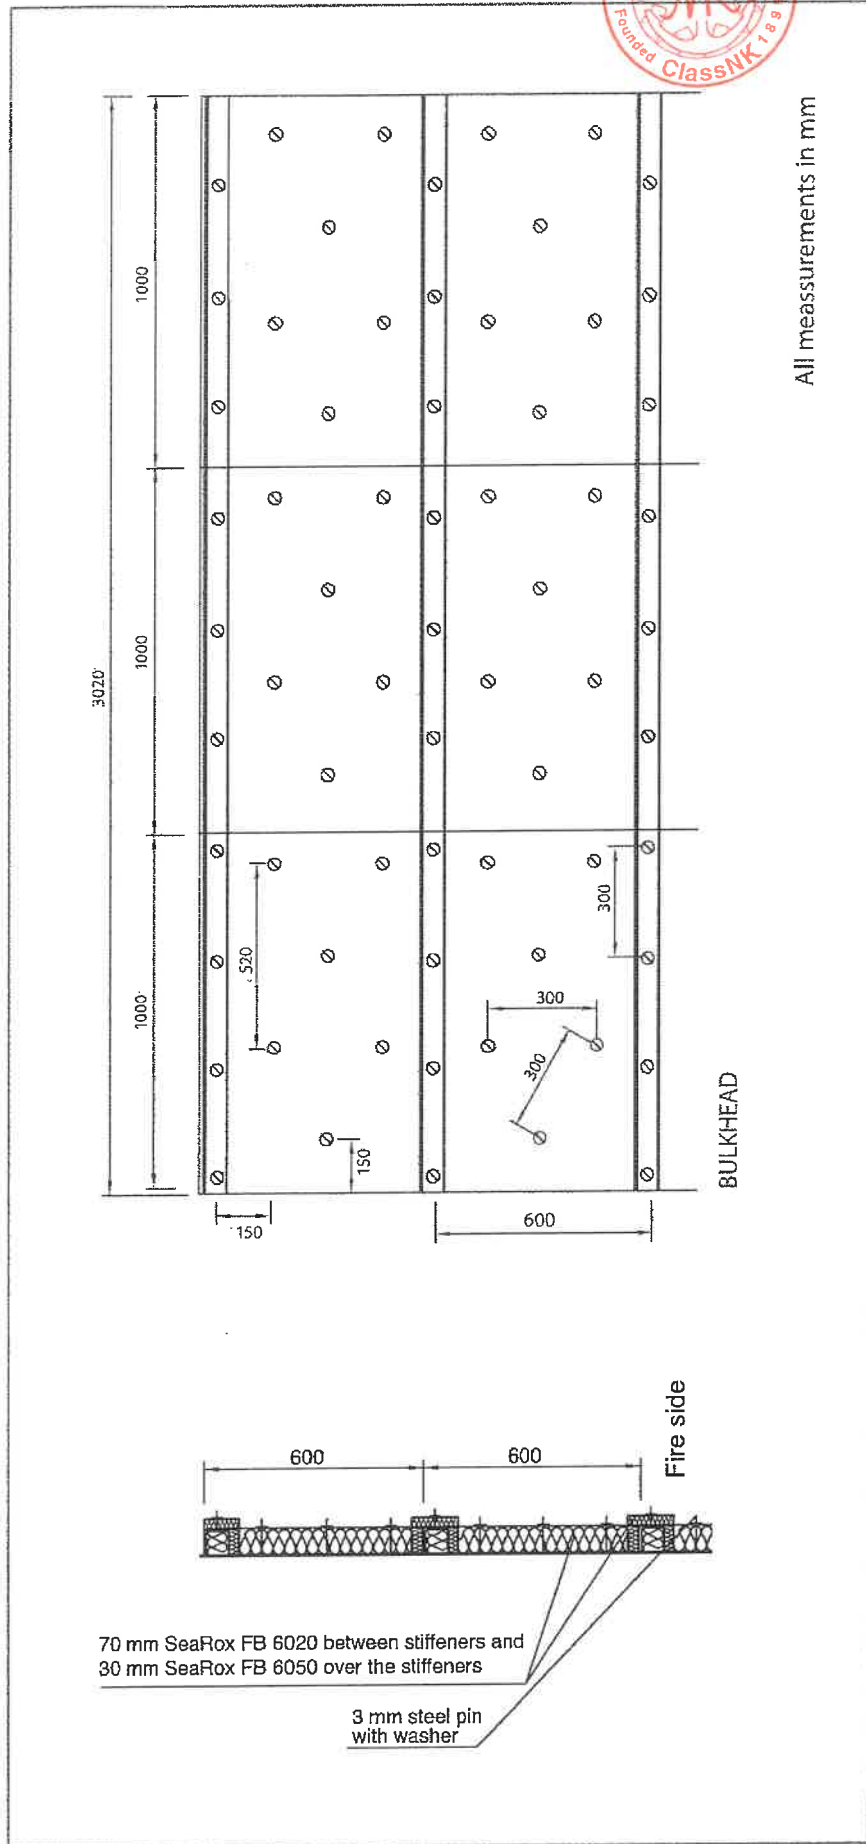 Founded ClassNK 189
All meassurements in mm
3020
1000
1000
1000
520
300
300
300
150
150
600
BULKHEAD
600
600
Fire side
70 mm SeaRox FB 6020 between stiffeners and
30 mm SeaRox FB 6050 over the stiffeners
3 mm steel pin
with washer